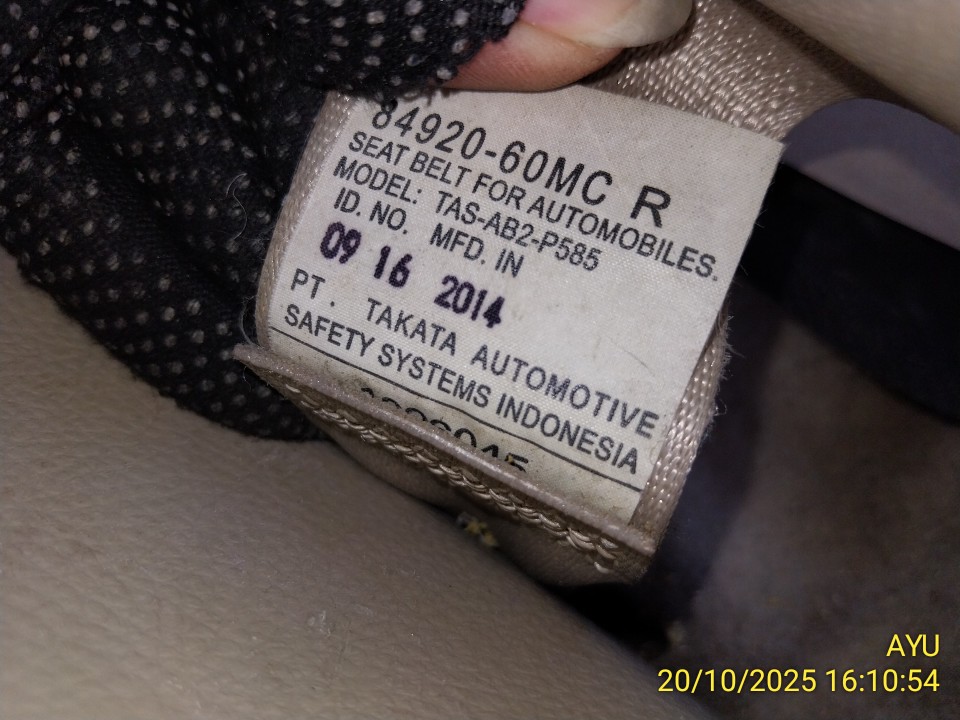 84920-60MC R
SEAT BELT FOR AUTOMOBILES.
MODEL: TAS-AB2-P585
ID. NO. MFD. IN
09 16 2014
PT. TAKATA AUTOMOTIVE
SAFETY SYSTEMS INDONESIA
AYU
20/10/2025 16:10:54